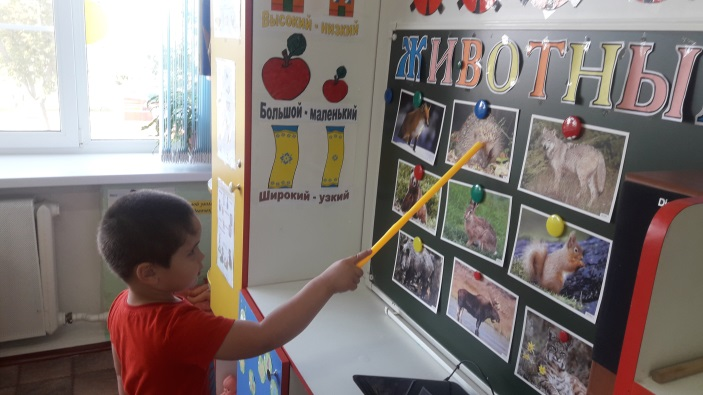 Высокий - низкий
Большой - маленький
Широкий - узкий
ЖИВОТНЫ